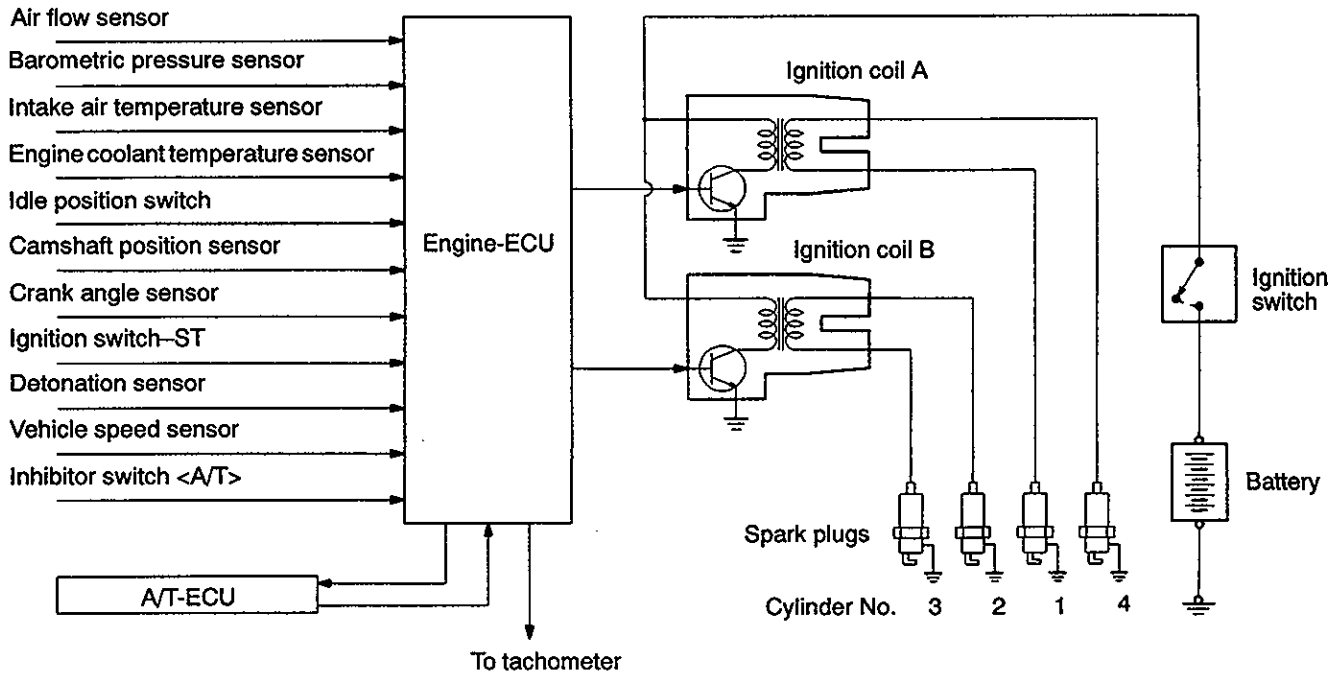 Air flow sensor
Barometric pressure sensor
Intake air temperature sensor
Engine coolant temperature sensor
Idle position switch
Camshaft position sensor
Crank angle sensor
Ignition switch–ST
Detonation sensor
Vehicle speed sensor
Inhibitor switch <A/T>
Engine-ECU
A/T-ECU
To tachometer
Ignition coil A
Ignition coil B
Ignition
switch
Battery
Spark plugs
Cylinder No. 3 2 1 4